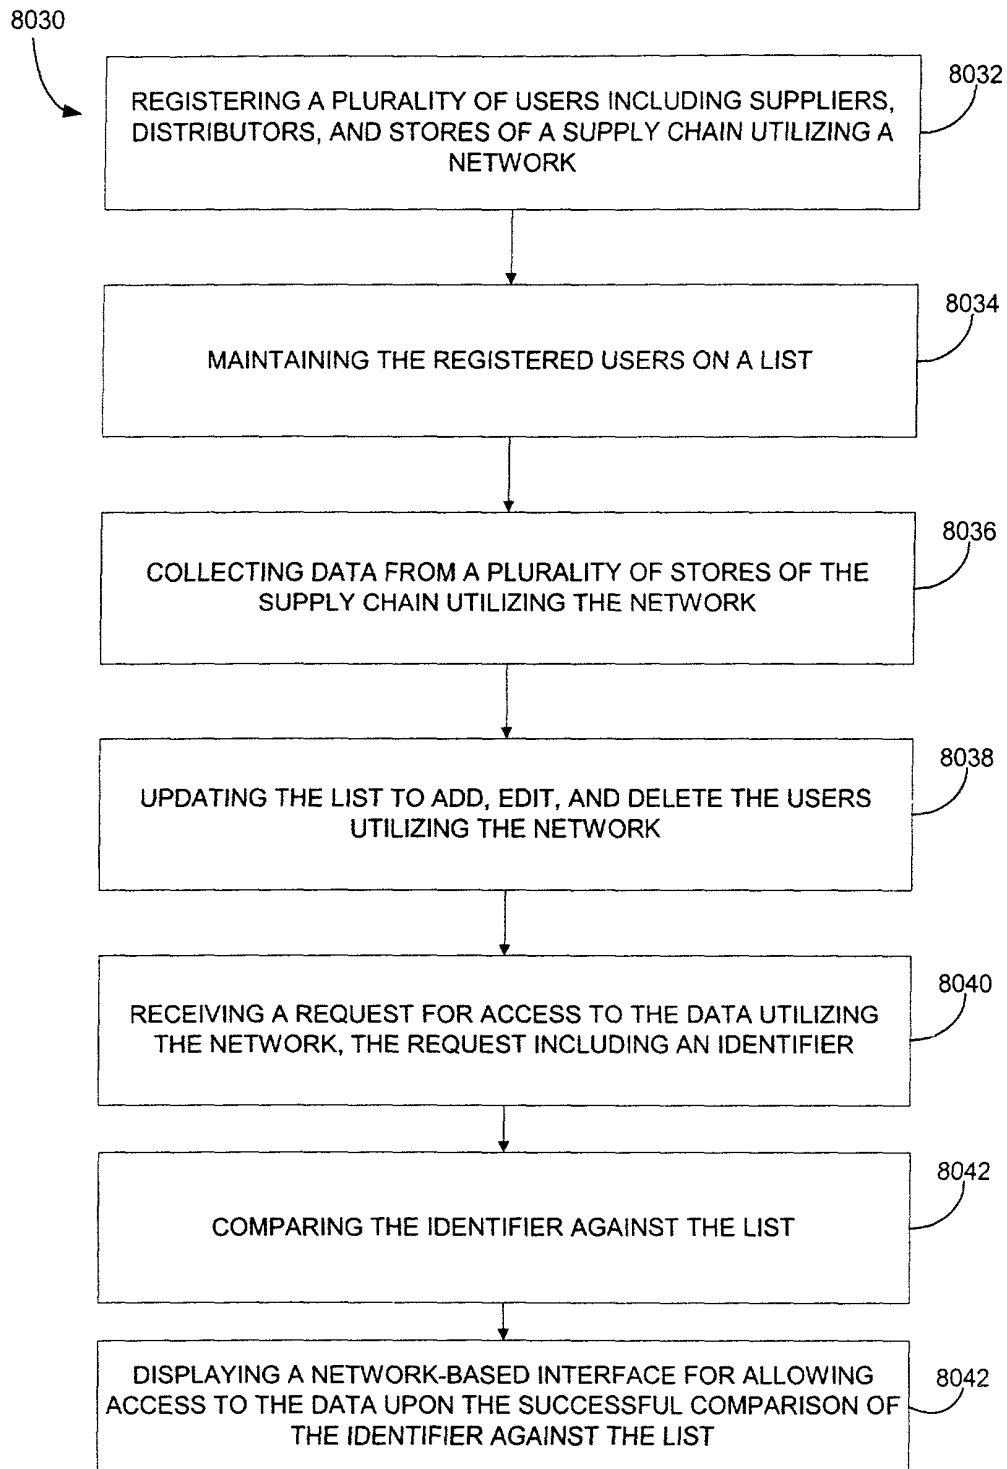 8030
8032
REGISTERING A PLURALITY OF USERS INCLUDING SUPPLIERS,
DISTRIBUTORS, AND STORES OF A SUPPLY CHAIN UTILIZING A
NETWORK
8034
MAINTAINING THE REGISTERED USERS ON A LIST
8036
COLLECTING DATA FROM A PLURALITY OF STORES OF THE
SUPPLY CHAIN UTILIZING THE NETWORK
8038
UPDATING THE LIST TO ADD, EDIT, AND DELETE THE USERS
UTILIZING THE NETWORK
8040
RECEIVING A REQUEST FOR ACCESS TO THE DATA UTILIZING
THE NETWORK, THE REQUEST INCLUDING AN IDENTIFIER
8042
COMPARING THE IDENTIFIER AGAINST THE LIST
8042
DISPLAYING A NETWORK-BASED INTERFACE FOR ALLOWING
ACCESS TO THE DATA UPON THE SUCCESSFUL COMPARISON OF
THE IDENTIFIER AGAINST THE LIST